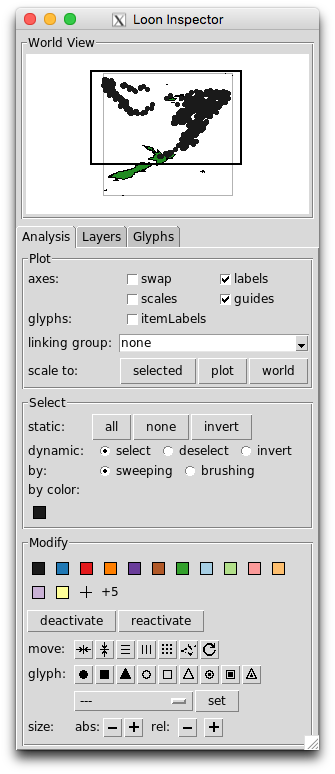 Loon Inspector
World View
Analysis Layers Glyphs
Plot
axes: swap labels
scales guides
glyphs: itemLabels
linking group: none
scale to: selected plot world
Select
static: all none invert
dynamic: select deselect invert
by: sweeping brushing
by color:
Modify
+5
deactivate reactivate
move:
glyph:
--- set
size: abs: rel: